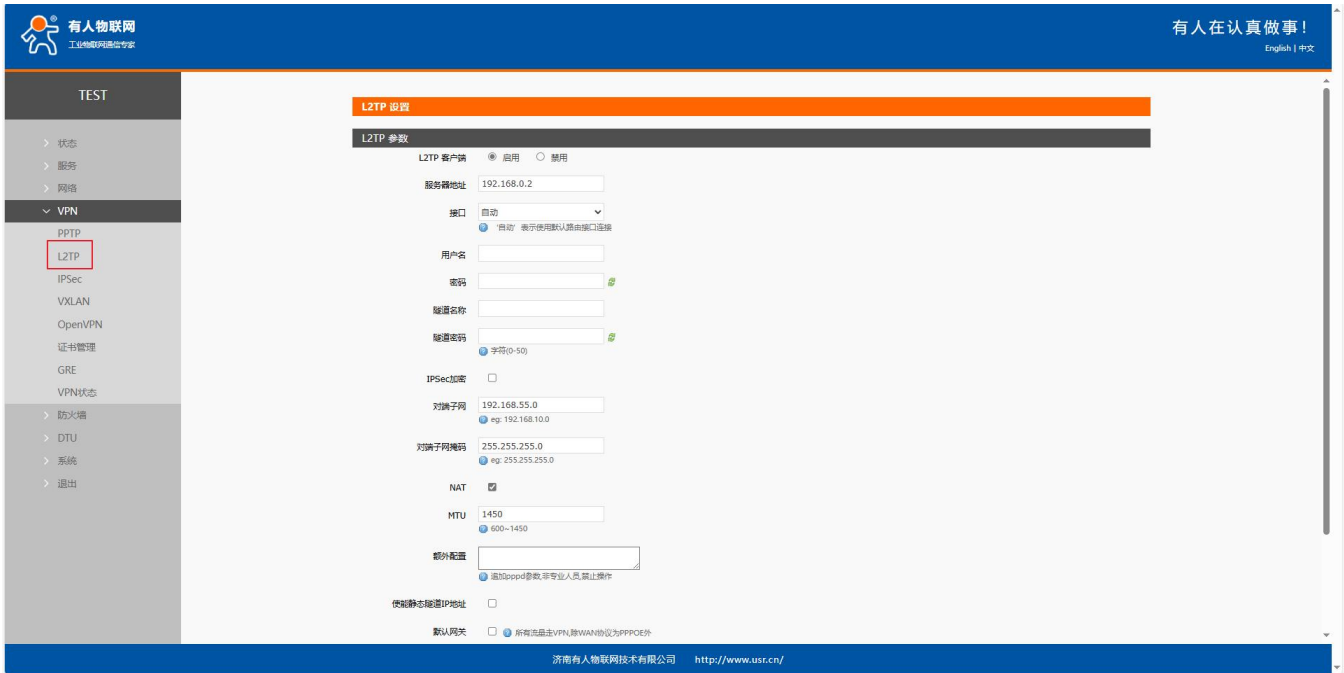 有人物联网
工业物联网通信专家
有人在认真做事！
English | 中文
TEST
状态
服务
网络
VPN
PPTP
L2TP
IPSec
VXLAN
OpenVPN
证书管理
GRE
VPN状态
防火墙
DTU
系统
退出
L2TP 设置
L2TP 参数
L2TP 客户端 启用 禁用
服务器地址 192.168.0.2
接口 自动
‘自动’ 表示使用默认路由接口连接
用户名
密码
隧道名称
隧道密码
字符(0-50)
IPSec加密
对端子网 192.168.55.0
eg: 192.168.10.0
对端子网掩码 255.255.255.0
eg: 255.255.255.0
NAT
MTU 1450
600~1450
额外配置
追加pppd参数,非专业人员,禁止操作
使能静态隧道IP地址
默认网关 所有流量走VPN,除WAN协议为PPPOE外
济南有人物联网技术有限公司 http://www.usr.cn/